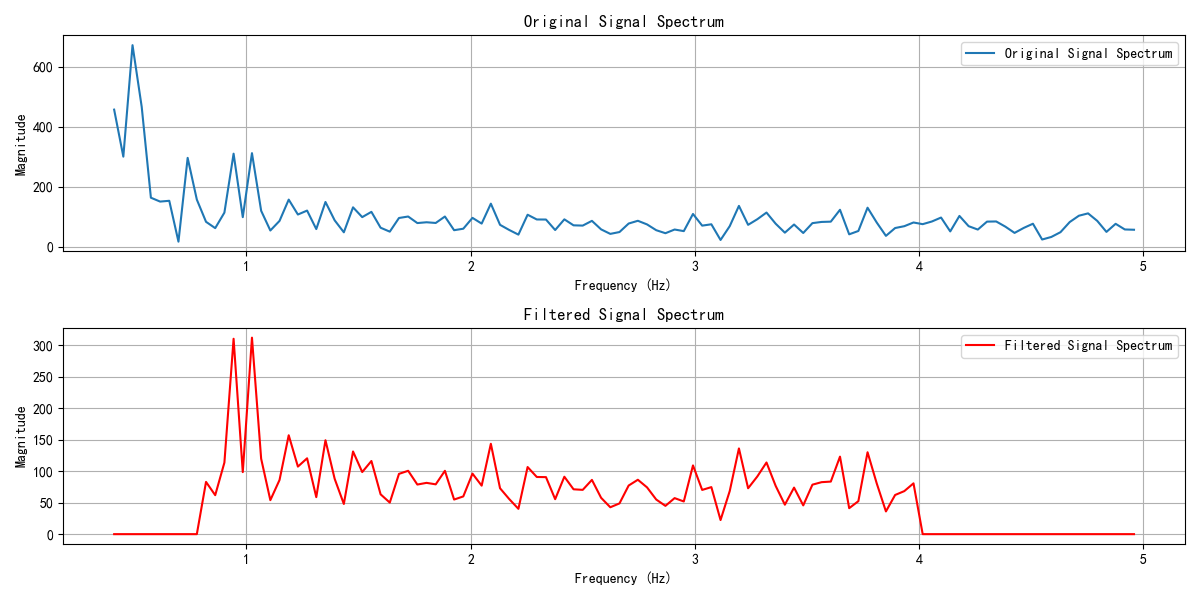 Original Signal Spectrum
Original Signal Spectrum
Magnitude
600
400
200
0
1
2
3
4
5
Frequency (Hz)
Filtered Signal Spectrum
Filtered Signal Spectrum
Magnitude
300
250
200
150
100
50
0
1
2
3
4
5
Frequency (Hz)